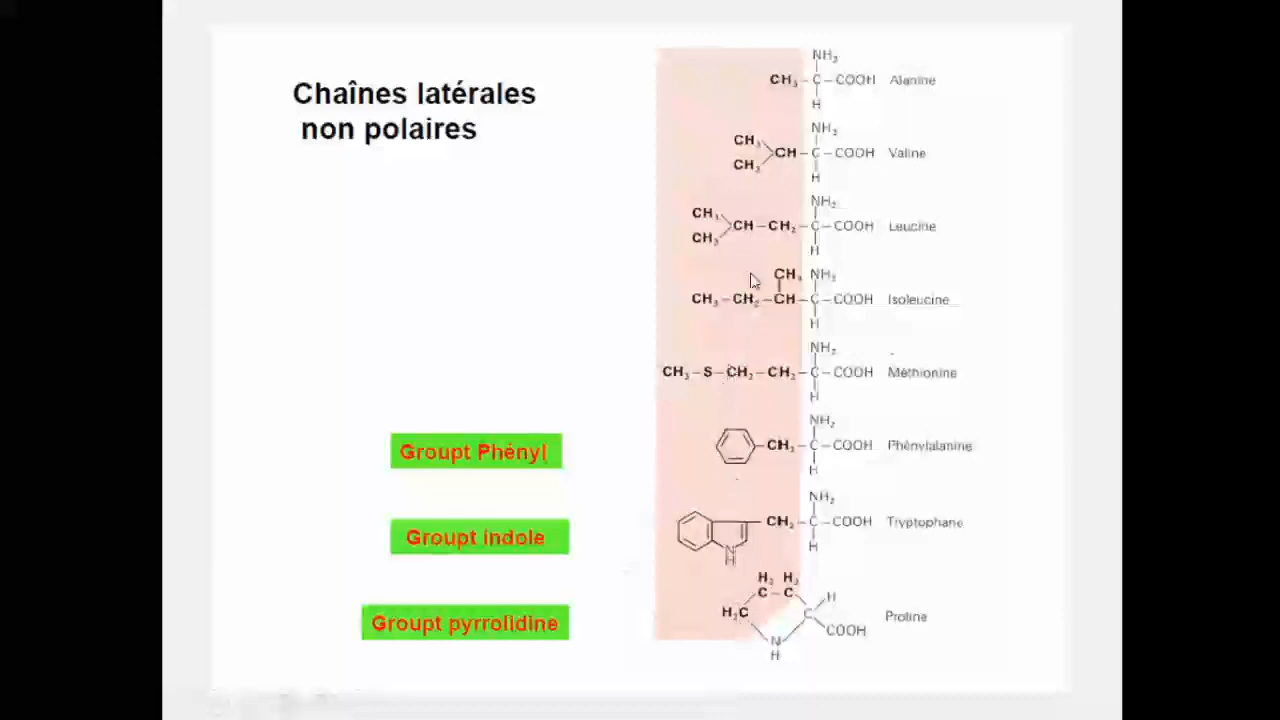 Chaînes latérales
non polaires
NH₂
CH₃–C–COOH Alanine
H
NH₂
CH₃
CH–C–COOH Valine
CH₃
H
NH₂
CH₃
CH–CH₂–C–COOH Leucine
CH₃
H
CH₃ NH₂
CH₃–CH₂–CH–C–COOH Isoleucine
H
NH₂
CH₃–S–CH₂–CH₂–C–COOH Méthionine
H
NH₂
Groupt Phényl
CH₂–C–COOH Phénylalanine
H
NH₂
CH₂–C–COOH Tryptophane
Groupt indole
N
H
H
H₂ H₂
C–C H
H₂C C Proline
Groupt pyrrolidine
COOH
N
H